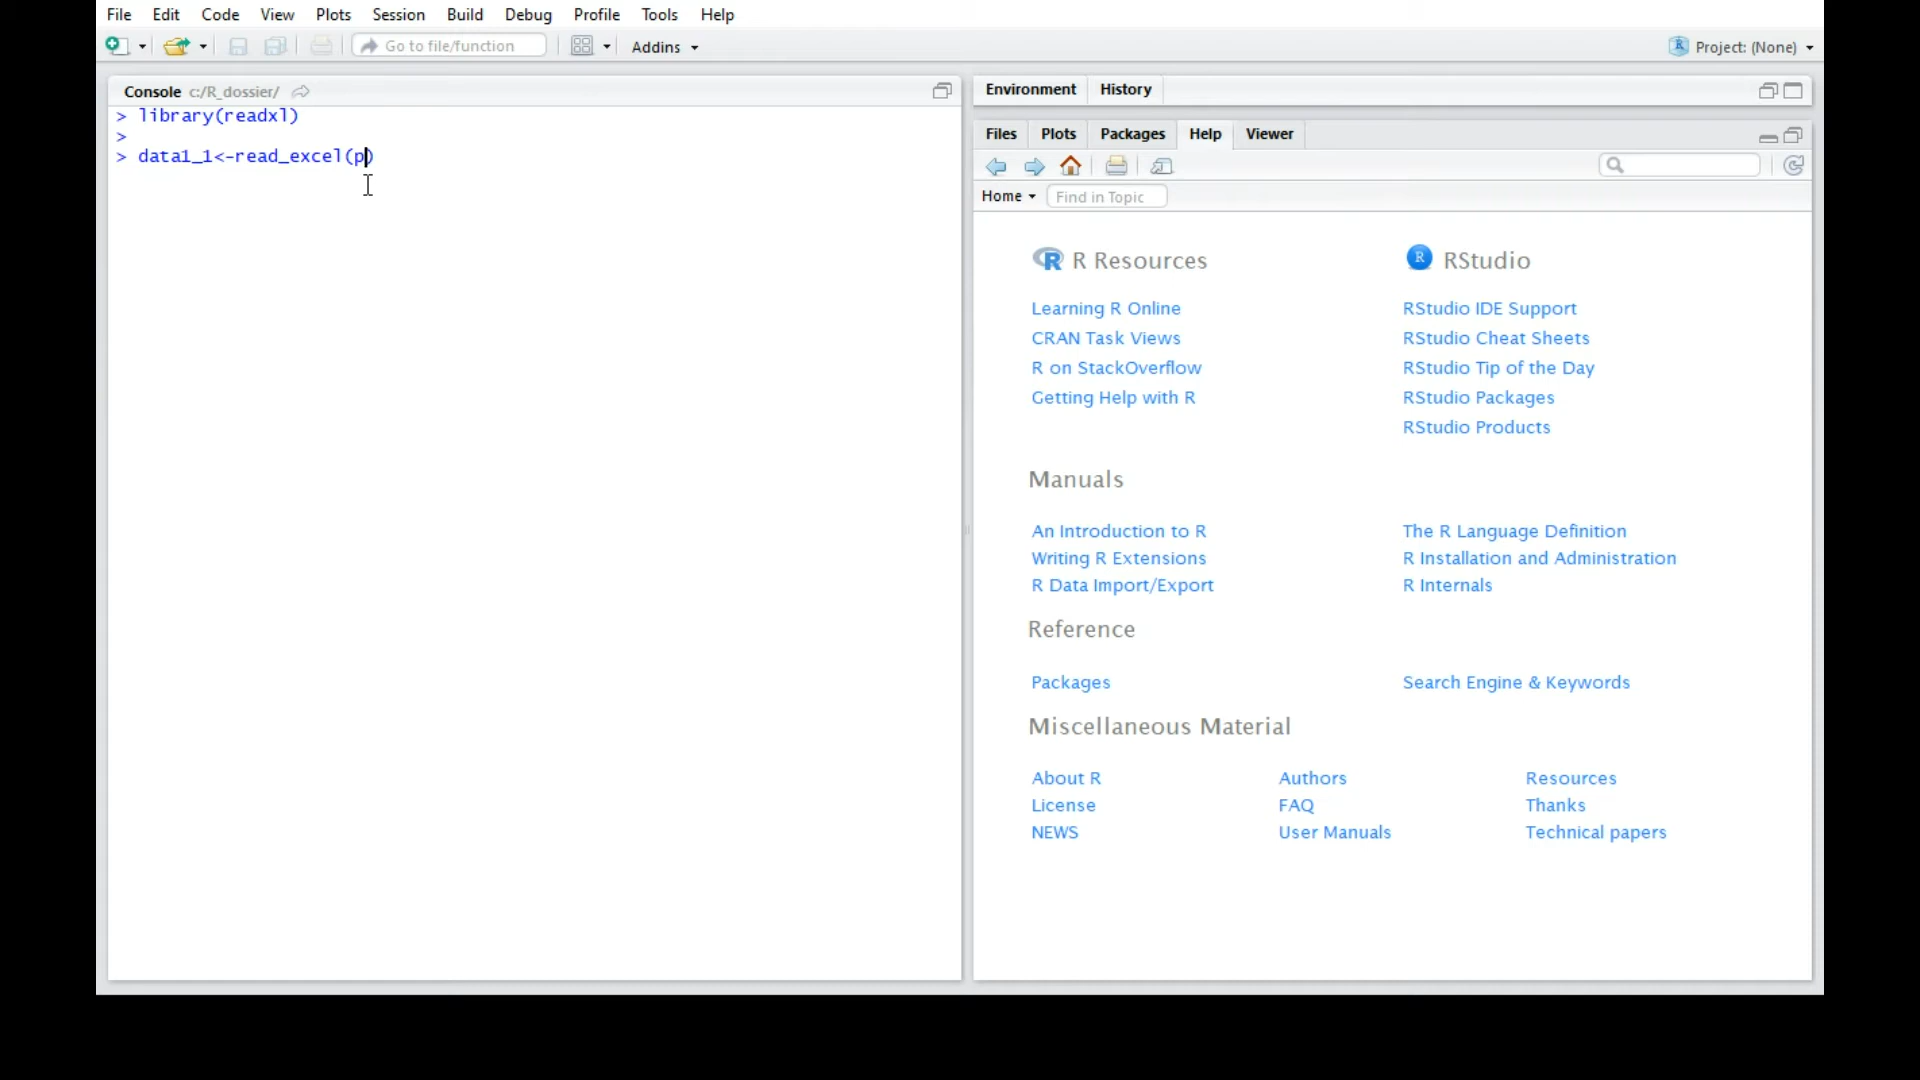 File Edit Code View Plots Session Build Debug Profile Tools Help
Go to file/function Addins Project: (None)
Console c:/R_dossier/
> library(readxl)
>
> data1_1<-read_excel(p)
Environment History
Files Plots Packages Help Viewer
Home Find in Topic
R Resources
Learning R Online
CRAN Task Views
R on StackOverflow
Getting Help with R
RStudio
RStudio IDE Support
RStudio Cheat Sheets
RStudio Tip of the Day
RStudio Packages
RStudio Products
Manuals
An Introduction to R
Writing R Extensions
R Data Import/Export
The R Language Definition
R Installation and Administration
R Internals
Reference
Packages
Search Engine & Keywords
Miscellaneous Material
About R
License
NEWS
Authors
FAQ
User Manuals
Resources
Thanks
Technical papers